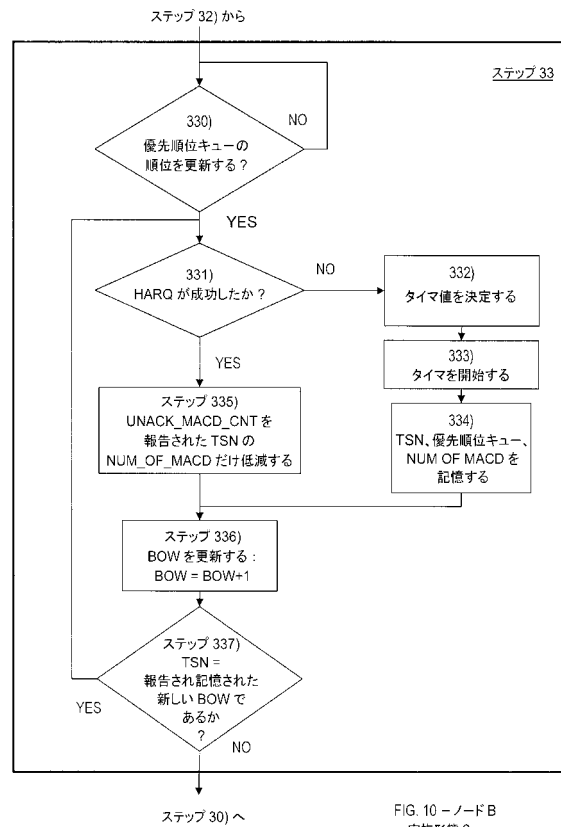 ステップ 32) から
ステップ 33
330)
優先順位キューの
順位を更新する ?
NO
YES
331)
HARQ が成功したか ?
NO
332)
タイマ値を決定する
333)
タイマを開始する
334)
TSN、優先順位キュー、
NUM OF MACD を
記憶する
YES
ステップ 335)
UNACK_MACD_CNT を
報告された TSN の
NUM_OF_MACD だけ低減する
ステップ 336)
BOW を更新する :
BOW = BOW+1
ステップ 337)
TSN =
報告され記憶された
新しい BOW で
あるか
?
YES
NO
ステップ 30) へ
FIG. 10 – ノード B